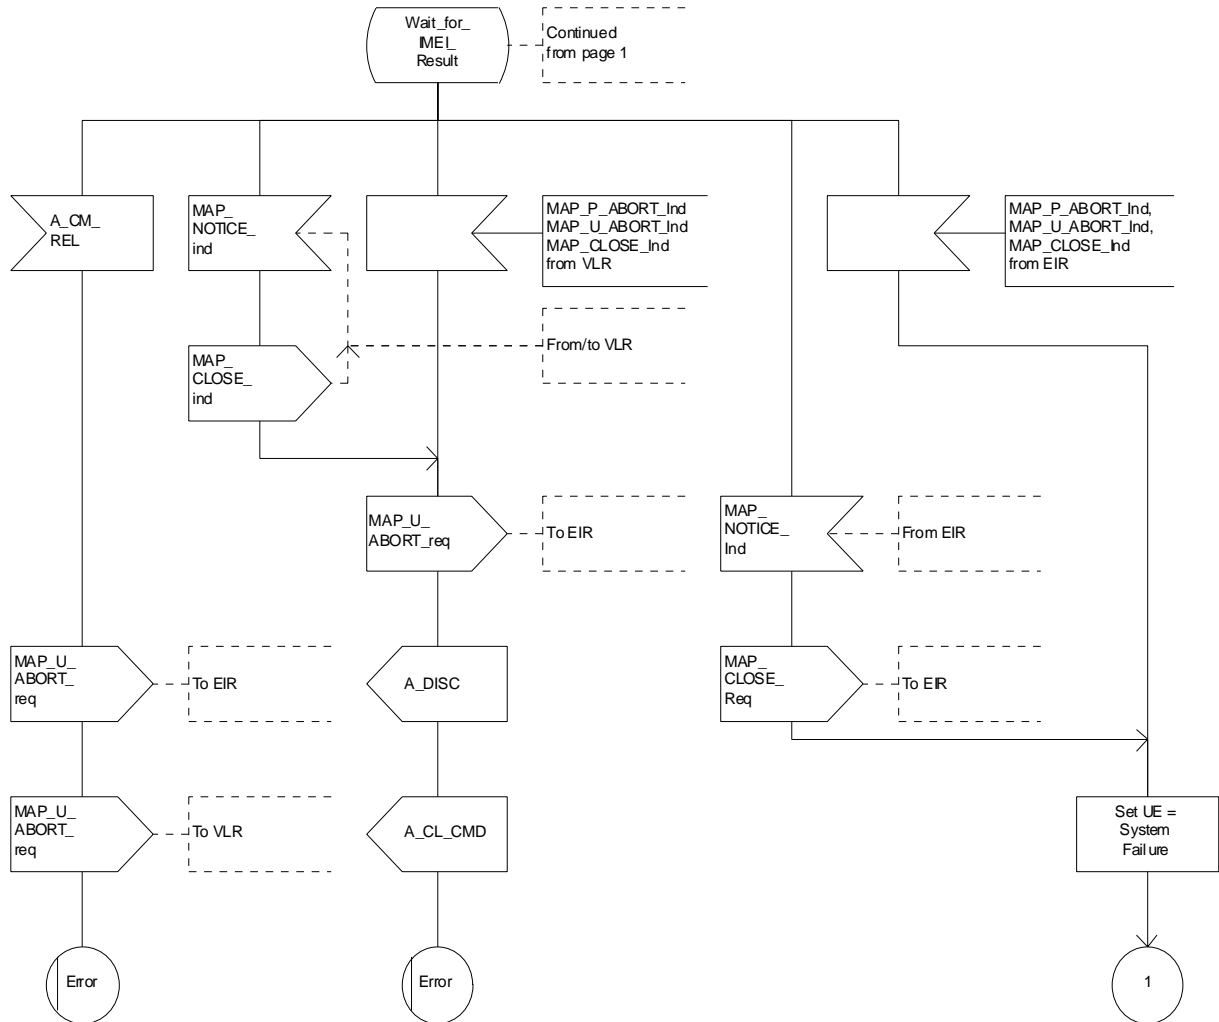 Wait_for_
IMEI_
Result
Continued
from page 1
A_CM_
REL
MAP_
NOTICE_
ind
MAP_P_ABORT_Ind
MAP_U_ABORT_Ind
MAP_CLOSE_Ind
from VLR
MAP_P_ABORT_Ind,
MAP_U_ABORT_Ind,
MAP_CLOSE_Ind
from EIR
MAP_
CLOSE_
ind
From/to VLR
MAP_U_
ABORT_req
To EIR
MAP_
NOTICE_
Ind
From EIR
MAP_U_
ABORT_
req
To EIR
A_DISC
MAP_
CLOSE_
Req
To EIR
MAP_U_
ABORT_
req
To VLR
A_CL_CMD
Set UE =
System
Failure
Error
Error
1